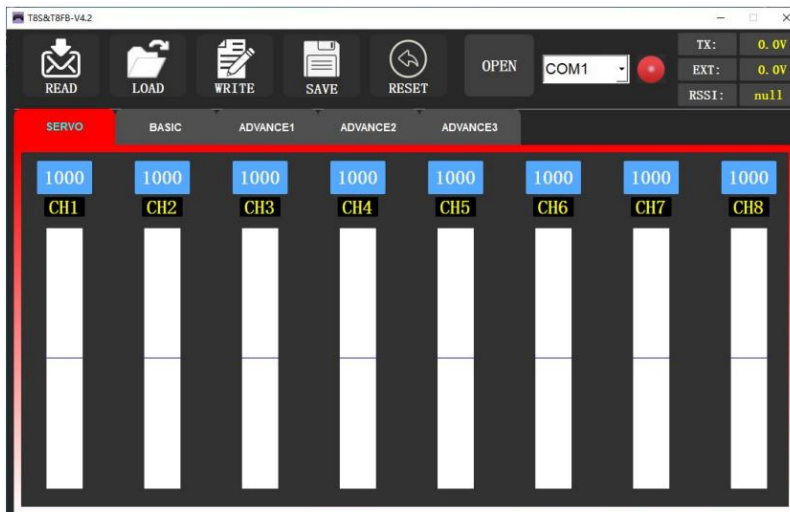 T8S&T8FB-V4.2
READ LOAD WRITE SAVE RESET OPEN COM1
TX: 0.0V
EXT: 0.0V
RSSI: null
SERVO BASIC ADVANCE1 ADVANCE2 ADVANCE3
1000 1000 1000 1000 1000 1000 1000 1000
CH1 CH2 CH3 CH4 CH5 CH6 CH7 CH8